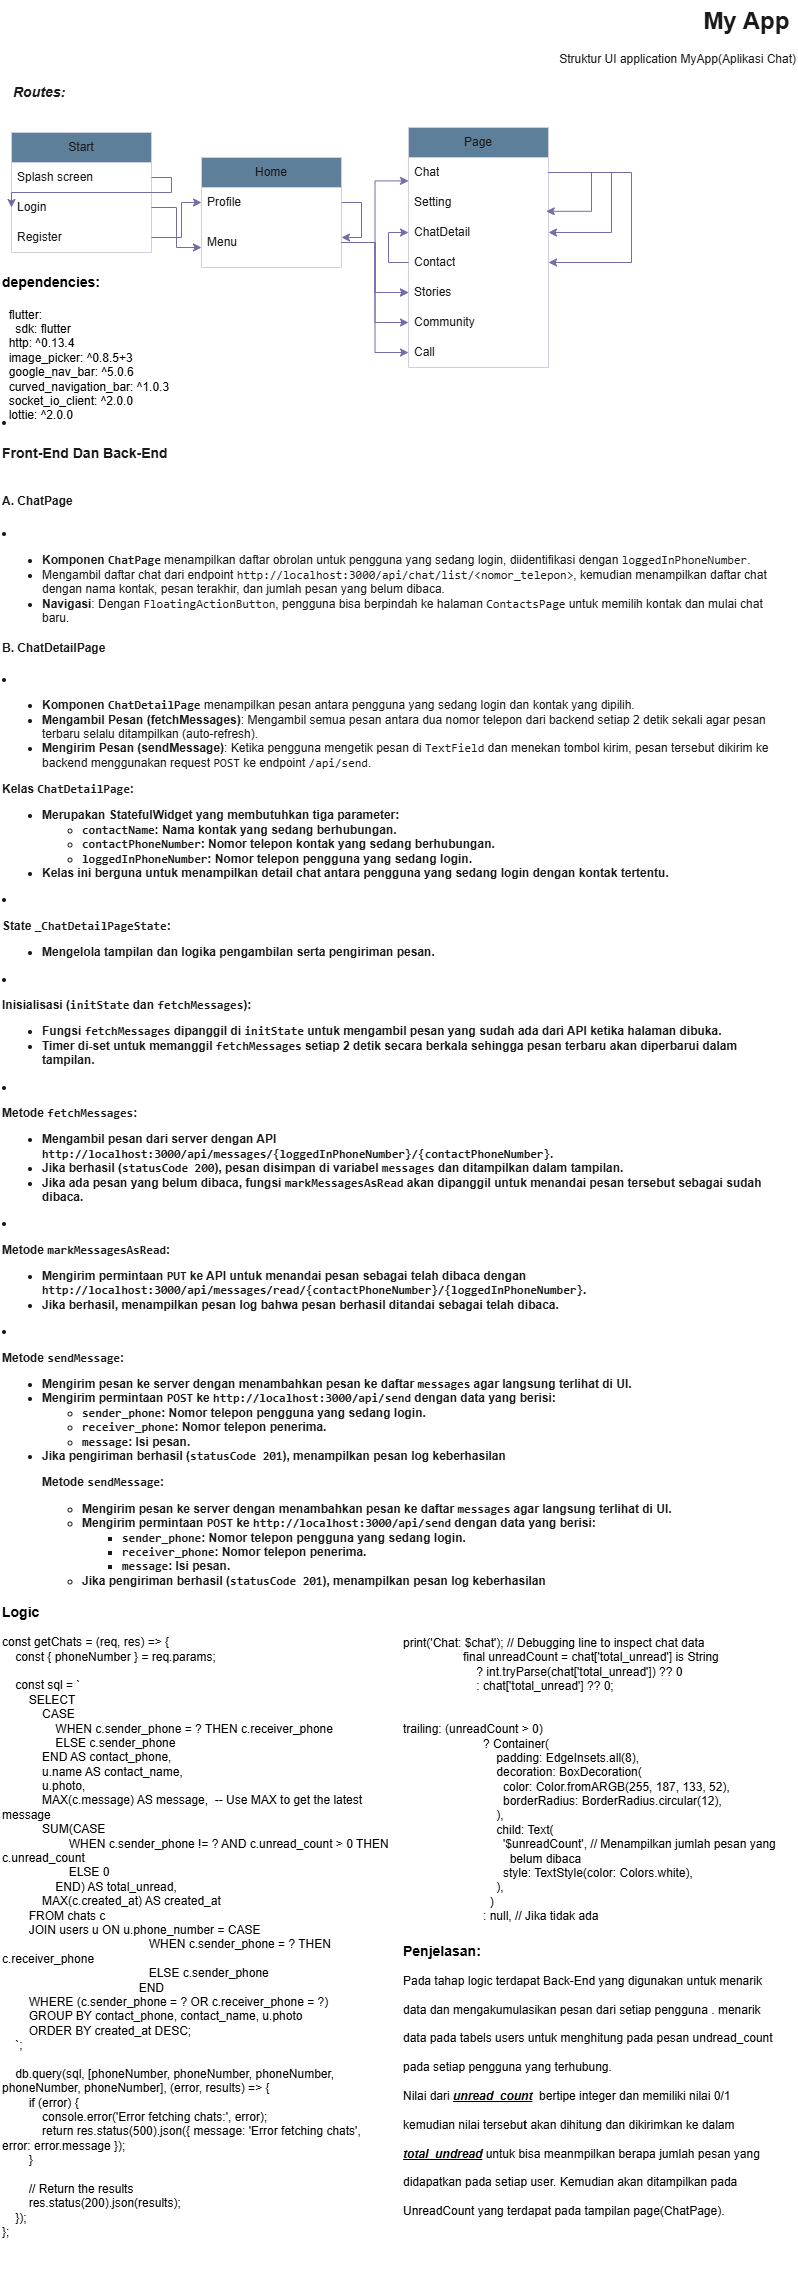 My App
Struktur UI application MyApp(Aplikasi Chat)
Routes:
Start
Splash screen
Login
Register
Home
Profile
Menu
Page
Chat
Setting
ChatDetail
Contact
Stories
Community
Call
dependencies:
flutter:
sdk: flutter
http: ^0.13.4
image_picker: ^0.8.5+3
google_nav_bar: ^5.0.6
curved_navigation_bar: ^1.0.3
socket_io_client: ^2.0.0
lottie: ^2.0.0
Front-End Dan Back-End
A. ChatPage
Komponen ChatPage menampilkan daftar obrolan untuk pengguna yang sedang login, diidentifikasi dengan loggedInPhoneNumber.
Mengambil daftar chat dari endpoint http://localhost:3000/api/chat/list/<nomor_telepon>, kemudian menampilkan daftar chat
dengan nama kontak, pesan terakhir, dan jumlah pesan yang belum dibaca.
Navigasi: Dengan FloatingActionButton, pengguna bisa berpindah ke halaman ContactsPage untuk memilih kontak dan mulai chat
baru.
B. ChatDetailPage
Komponen ChatDetailPage menampilkan pesan antara pengguna yang sedang login dan kontak yang dipilih.
Mengambil Pesan (fetchMessages): Mengambil semua pesan antara dua nomor telepon dari backend setiap 2 detik sekali agar pesan
terbaru selalu ditampilkan (auto-refresh).
Mengirim Pesan (sendMessage): Ketika pengguna mengetik pesan di TextField dan menekan tombol kirim, pesan tersebut dikirim ke
backend menggunakan request POST ke endpoint /api/send.
Kelas ChatDetailPage:
Merupakan StatefulWidget yang membutuhkan tiga parameter:
contactName: Nama kontak yang sedang berhubungan.
contactPhoneNumber: Nomor telepon kontak yang sedang berhubungan.
loggedInPhoneNumber: Nomor telepon pengguna yang sedang login.
Kelas ini berguna untuk menampilkan detail chat antara pengguna yang sedang login dengan kontak tertentu.
State _ChatDetailPageState:
Mengelola tampilan dan logika pengambilan serta pengiriman pesan.
Inisialisasi (initState dan fetchMessages):
Fungsi fetchMessages dipanggil di initState untuk mengambil pesan yang sudah ada dari API ketika halaman dibuka.
Timer di-set untuk memanggil fetchMessages setiap 2 detik secara berkala sehingga pesan terbaru akan diperbarui dalam
tampilan.
Metode fetchMessages:
Mengambil pesan dari server dengan API
http://localhost:3000/api/messages/{loggedInPhoneNumber}/{contactPhoneNumber}.
Jika berhasil (statusCode 200), pesan disimpan di variabel messages dan ditampilkan dalam tampilan.
Jika ada pesan yang belum dibaca, fungsi markMessagesAsRead akan dipanggil untuk menandai pesan tersebut sebagai sudah
dibaca.
Metode markMessagesAsRead:
Mengirim permintaan PUT ke API untuk menandai pesan sebagai telah dibaca dengan
http://localhost:3000/api/messages/read/{contactPhoneNumber}/{loggedInPhoneNumber}.
Jika berhasil, menampilkan pesan log bahwa pesan berhasil ditandai sebagai telah dibaca.
Metode sendMessage:
Mengirim pesan ke server dengan menambahkan pesan ke daftar messages agar langsung terlihat di UI.
Mengirim permintaan POST ke http://localhost:3000/api/send dengan data yang berisi:
sender_phone: Nomor telepon pengguna yang sedang login.
receiver_phone: Nomor telepon penerima.
message: Isi pesan.
Jika pengiriman berhasil (statusCode 201), menampilkan pesan log keberhasilan
Metode sendMessage:
Mengirim pesan ke server dengan menambahkan pesan ke daftar messages agar langsung terlihat di UI.
Mengirim permintaan POST ke http://localhost:3000/api/send dengan data yang berisi:
sender_phone: Nomor telepon pengguna yang sedang login.
receiver_phone: Nomor telepon penerima.
message: Isi pesan.
Jika pengiriman berhasil (statusCode 201), menampilkan pesan log keberhasilan
Logic
const getChats = (req, res) => {
const { phoneNumber } = req.params;
const sql = `
SELECT
CASE
WHEN c.sender_phone = ? THEN c.receiver_phone
ELSE c.sender_phone
END AS contact_phone,
u.name AS contact_name,
u.photo,
MAX(c.message) AS message,  -- Use MAX to get the latest
message
SUM(CASE
WHEN c.sender_phone != ? AND c.unread_count > 0 THEN
c.unread_count
ELSE 0
END) AS total_unread,
MAX(c.created_at) AS created_at
FROM chats c
JOIN users u ON u.phone_number = CASE
WHEN c.sender_phone = ? THEN
c.receiver_phone
ELSE c.sender_phone
END
WHERE (c.sender_phone = ? OR c.receiver_phone = ?)
GROUP BY contact_phone, contact_name, u.photo
ORDER BY created_at DESC;
`;
db.query(sql, [phoneNumber, phoneNumber, phoneNumber,
phoneNumber, phoneNumber], (error, results) => {
if (error) {
console.error('Error fetching chats:', error);
return res.status(500).json({ message: 'Error fetching chats',
error: error.message });
}
// Return the results
res.status(200).json(results);
});
};
print('Chat: $chat'); // Debugging line to inspect chat data
final unreadCount = chat['total_unread'] is String
? int.tryParse(chat['total_unread']) ?? 0
: chat['total_unread'] ?? 0;
trailing: (unreadCount > 0)
? Container(
padding: EdgeInsets.all(8),
decoration: BoxDecoration(
color: Color.fromARGB(255, 187, 133, 52),
borderRadius: BorderRadius.circular(12),
),
child: Text(
'$unreadCount', // Menampilkan jumlah pesan yang
belum dibaca
style: TextStyle(color: Colors.white),
),
)
: null, // Jika tidak ada
Penjelasan:
Pada tahap logic terdapat Back-End yang digunakan untuk menarik
data dan mengakumulasikan pesan dari setiap pengguna . menarik
data pada tabels users untuk menghitung pada pesan undread_count
pada setiap pengguna yang terhubung.
Nilai dari unread_count  bertipe integer dan memiliki nilai 0/1
kemudian nilai tersebut akan dihitung dan dikirimkan ke dalam
total_undread untuk bisa meanmpilkan berapa jumlah pesan yang
didapatkan pada setiap user. Kemudian akan ditampilkan pada
UnreadCount yang terdapat pada tampilan page(ChatPage).